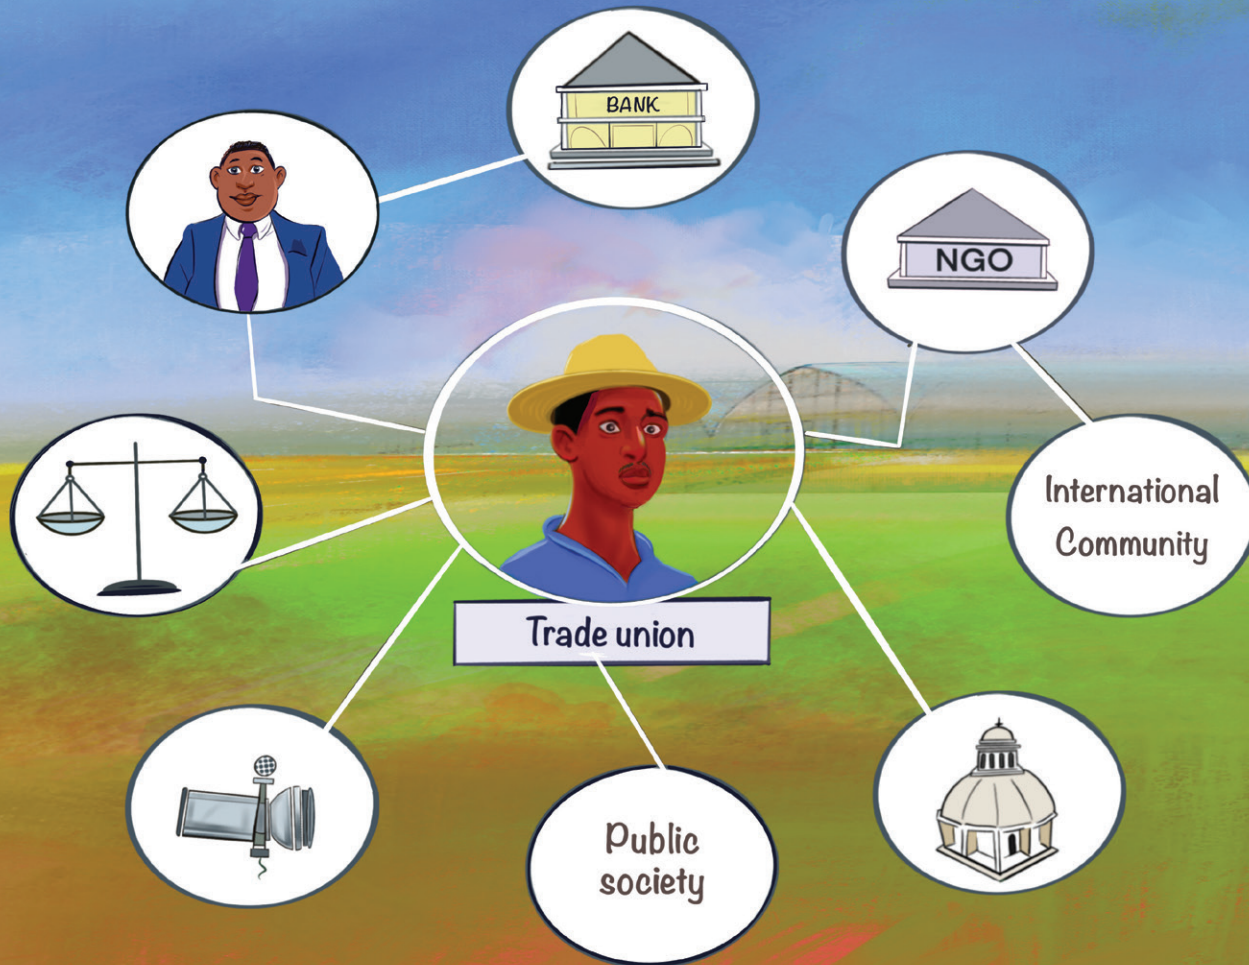 BANK
NGO
International
Community
Trade union
Public
society